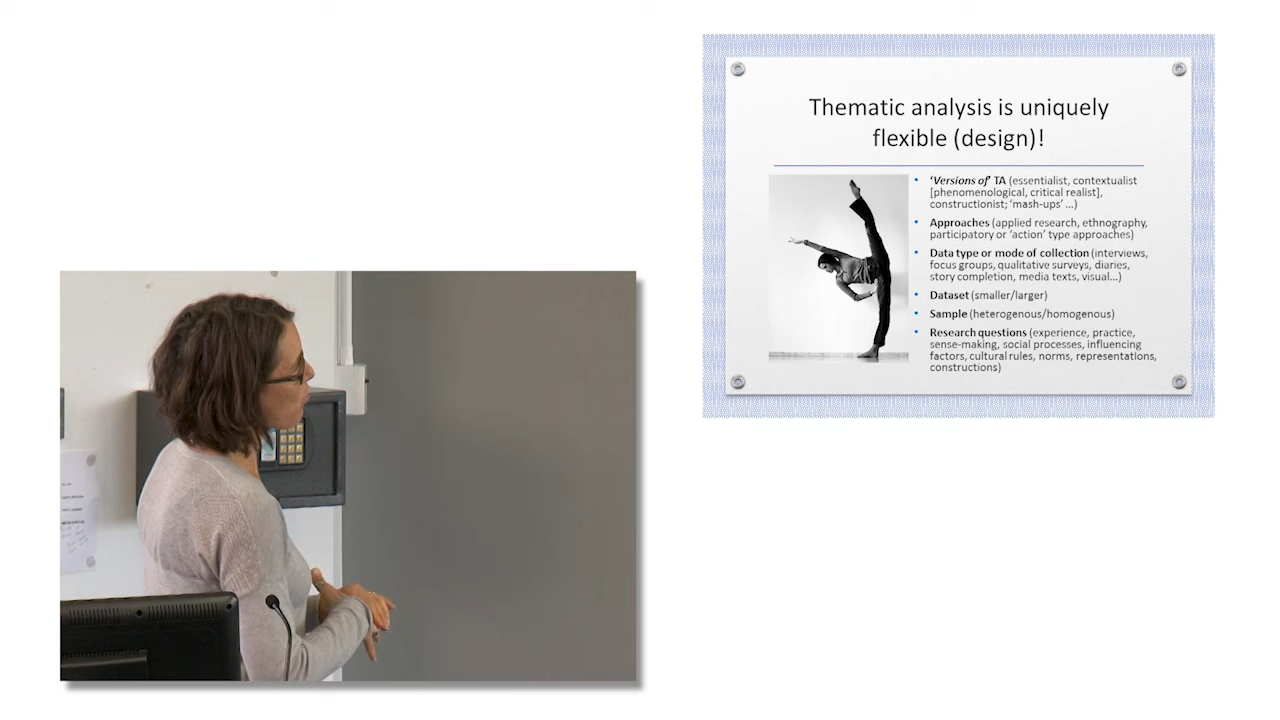 Thematic analysis is uniquely
flexible (design)!
• ‘Versions of’ TA (essentialist, contextualist
[phenomenological, critical realist],
constructionist; ‘mash-ups’ …)
• Approaches (applied research, ethnography,
participatory or ‘action’ type approaches)
• Data type or mode of collection (interviews,
focus groups, qualitative surveys, diaries,
story completion, media texts, visual…)
• Dataset (smaller/larger)
• Sample (heterogenous/homogenous)
• Research questions (experience, practice,
sense-making, social processes, influencing
factors, cultural rules, norms, representations,
constructions)